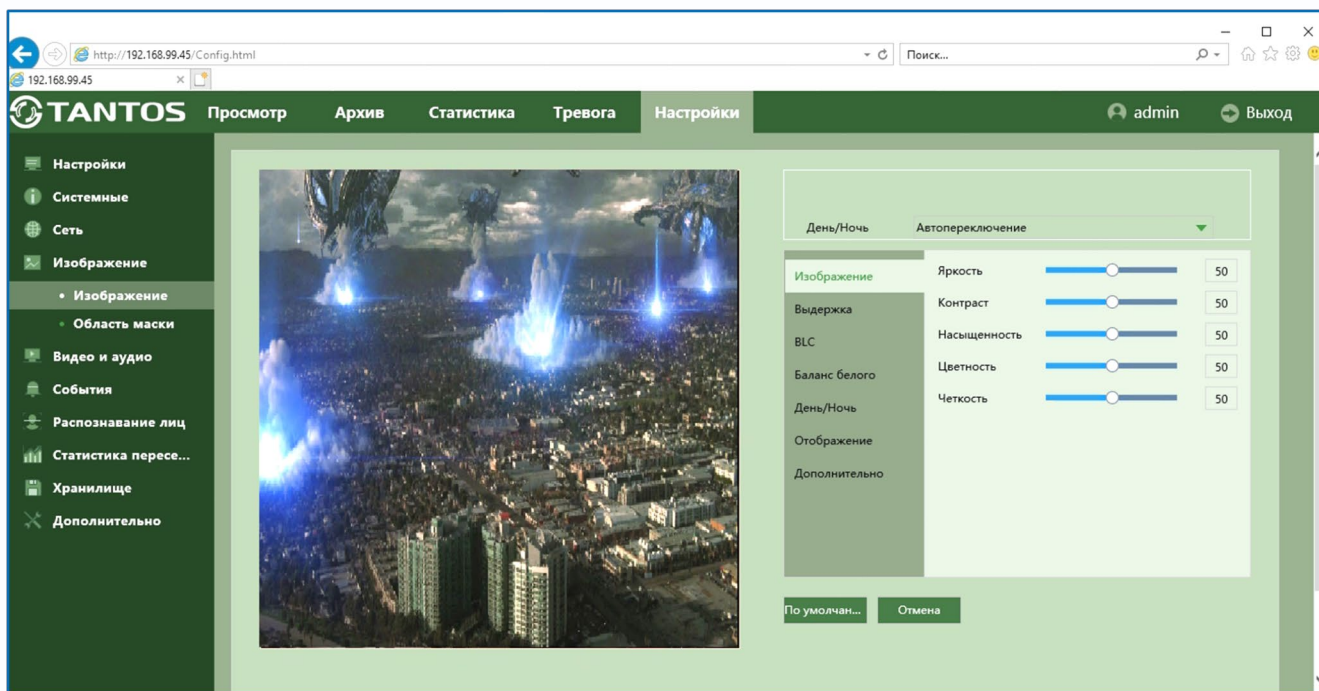 http://192.168.99.45/Config.html
Поиск...
192.168.99.45
TANTOS Просмотр Архив Статистика Тревога Настройки admin Выход
Настройки
Системные
Сеть
Изображение
Изображение
Область маски
Видео и аудио
События
Распознавание лиц
Статистика пересе...
Хранилище
Дополнительно
День/Ночь Автопереключение
Изображение
Выдержка
BLC
Баланс белого
День/Ночь
Отображение
Дополнительно
Яркость 50
Контраст 50
Насыщенность 50
Цветность 50
Четкость 50
По умолчан... Отмена